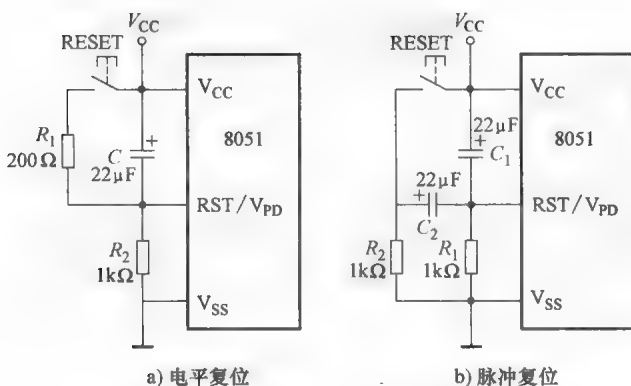 V_CC
RESET
V_CC
R_1
200Ω
C
22μF
8051
RST/V_PD
R_2
1kΩ
V_SS
a) 电平复位
V_CC
RESET
V_CC
22μF
C_1
8051
22μF
C_2
RST/V_PD
R_2
1kΩ
R_1
1kΩ
V_SS
b) 脉冲复位